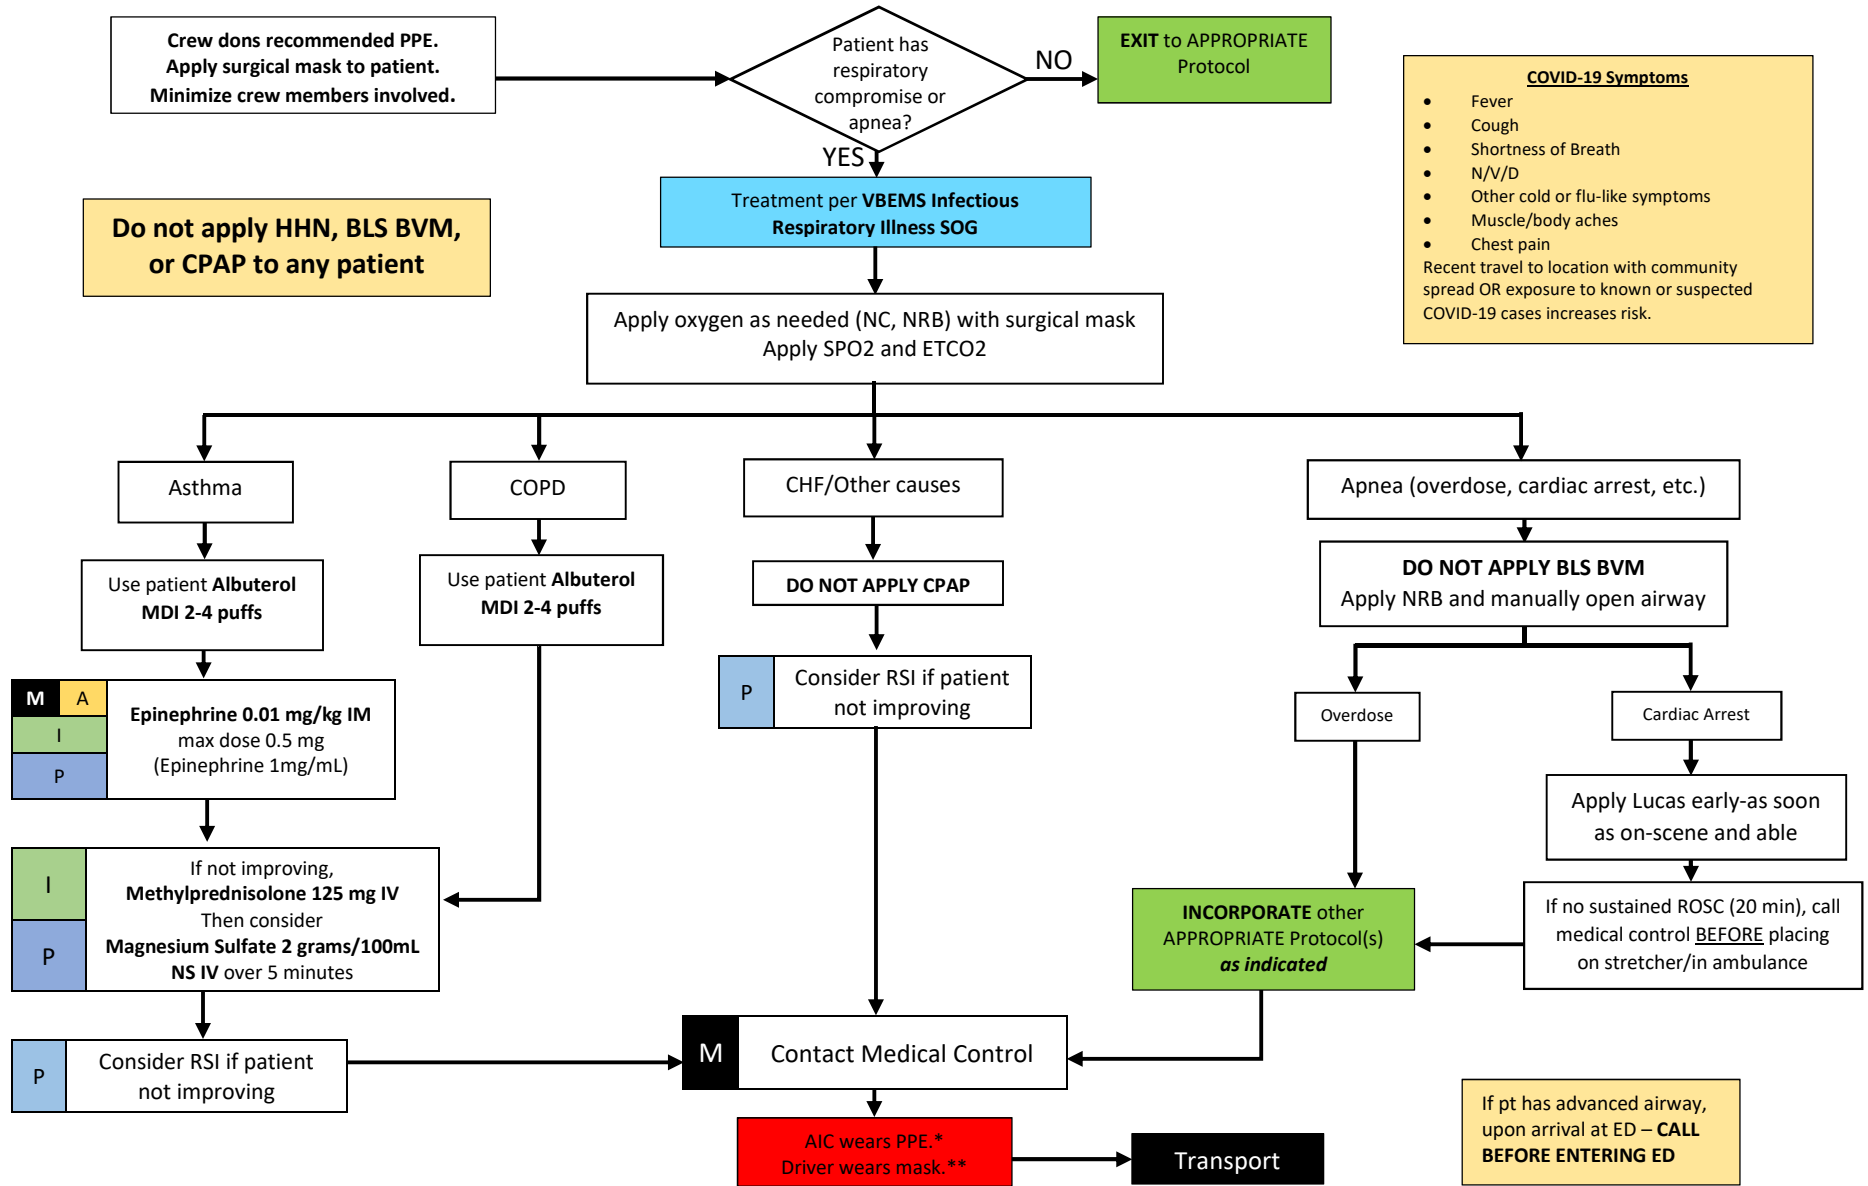 Crew dons recommended PPE.
Apply surgical mask to patient.
Minimize crew members involved.
Patient has
respiratory
compromise or
apnea?
NO
EXIT to APPROPRIATE
Protocol
COVID-19 Symptoms
• Fever
• Cough
• Shortness of Breath
• N/V/D
• Other cold or flu-like symptoms
• Muscle/body aches
• Chest pain
Recent travel to location with community
spread OR exposure to known or suspected
COVID-19 cases increases risk.
YES
Treatment per VBEMS Infectious
Respiratory Illness SOG
Do not apply HHN, BLS BVM,
or CPAP to any patient
Apply oxygen as needed (NC, NRB) with surgical mask
Apply SPO2 and ETCO2
Asthma
COPD
CHF/Other causes
Apnea (overdose, cardiac arrest, etc.)
Use patient Albuterol
MDI 2-4 puffs
Use patient Albuterol
MDI 2-4 puffs
DO NOT APPLY CPAP
DO NOT APPLY BLS BVM
Apply NRB and manually open airway
M
A
I
P
Epinephrine 0.01 mg/kg IM
max dose 0.5 mg
(Epinephrine 1mg/mL)
P
Consider RSI if patient
not improving
Overdose
Cardiac Arrest
Apply Lucas early-as soon
as on-scene and able
I
P
If not improving,
Methylprednisolone 125 mg IV
Then consider
Magnesium Sulfate 2 grams/100mL
NS IV over 5 minutes
INCORPORATE other
APPROPRIATE Protocol(s)
as indicated
If no sustained ROSC (20 min), call
medical control BEFORE placing
on stretcher/in ambulance
P
Consider RSI if patient
not improving
M
Contact Medical Control
AIC wears PPE.*
Driver wears mask.**
Transport
If pt has advanced airway,
upon arrival at ED – CALL
BEFORE ENTERING ED